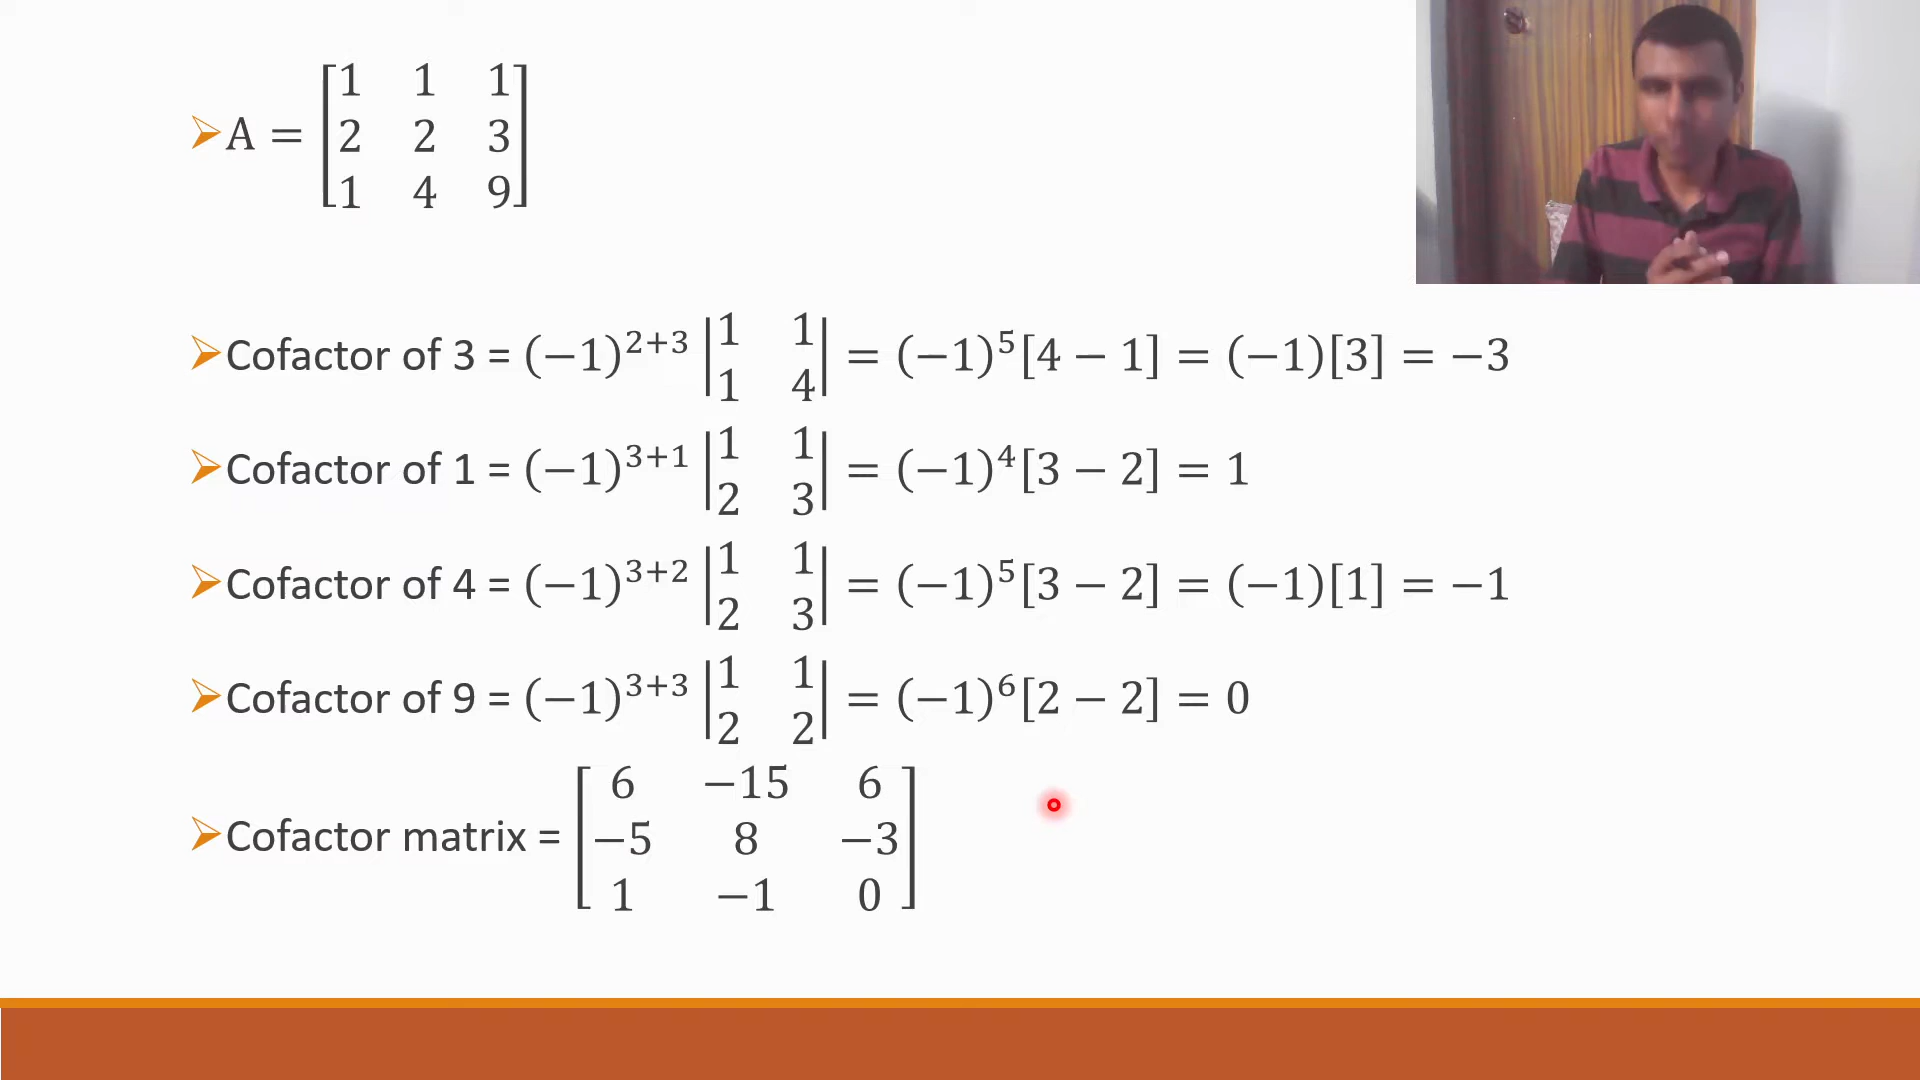 ➢A = [1 1 1
2 2 3
1 4 9]
➢Cofactor of 3 = (−1)^{2+3} |1 1; 1 4| = (−1)^5[4 − 1] = (−1)[3] = −3
➢Cofactor of 1 = (−1)^{3+1} |1 1; 2 3| = (−1)^4[3 − 2] = 1
➢Cofactor of 4 = (−1)^{3+2} |1 1; 2 3| = (−1)^5[3 − 2] = (−1)[1] = −1
➢Cofactor of 9 = (−1)^{3+3} |1 1; 2 2| = (−1)^6[2 − 2] = 0
➢Cofactor matrix = [6 −15 6
−5 8 −3
1 −1 0]